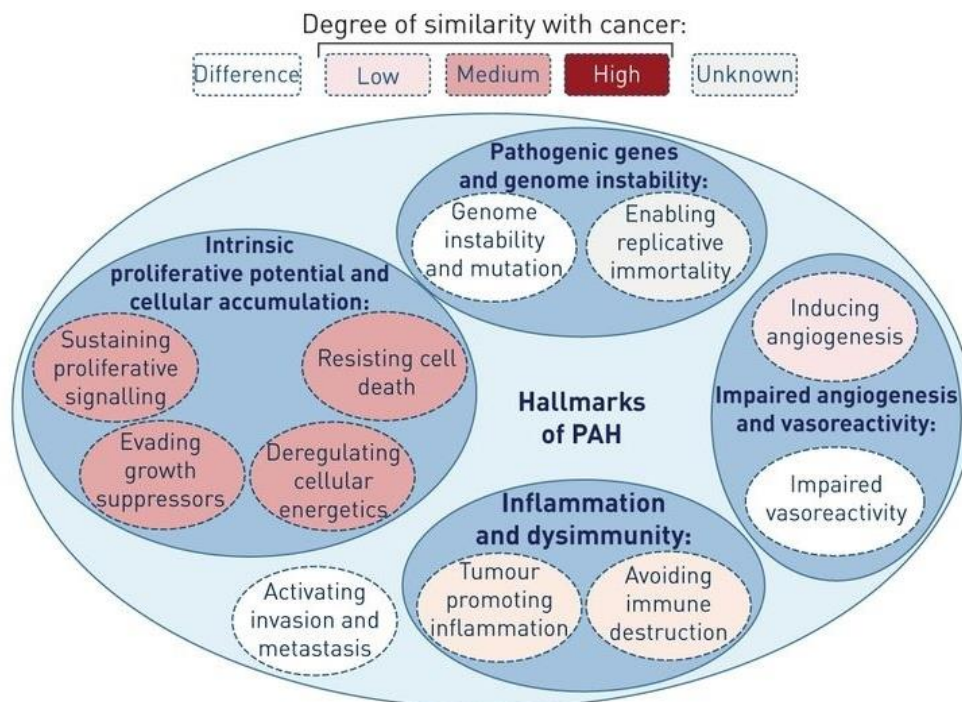 Degree of similarity with cancer:
Difference
Low
Medium
High
Unknown
Pathogenic genes
and genome instability:
Genome
instability
and mutation
Enabling
replicative
immortality
Intrinsic
proliferative potential and
cellular accumulation:
Sustaining
proliferative
signalling
Resisting cell
death
Evading
growth
suppressors
Deregulating
cellular
energetics
Hallmarks
of PAH
Inducing
angiogenesis
Impaired angiogenesis
and vasoreactivity:
Impaired
vasoreactivity
Inflammation
and dysimmunity:
Tumour
promoting
inflammation
Avoiding
immune
destruction
Activating
invasion and
metastasis